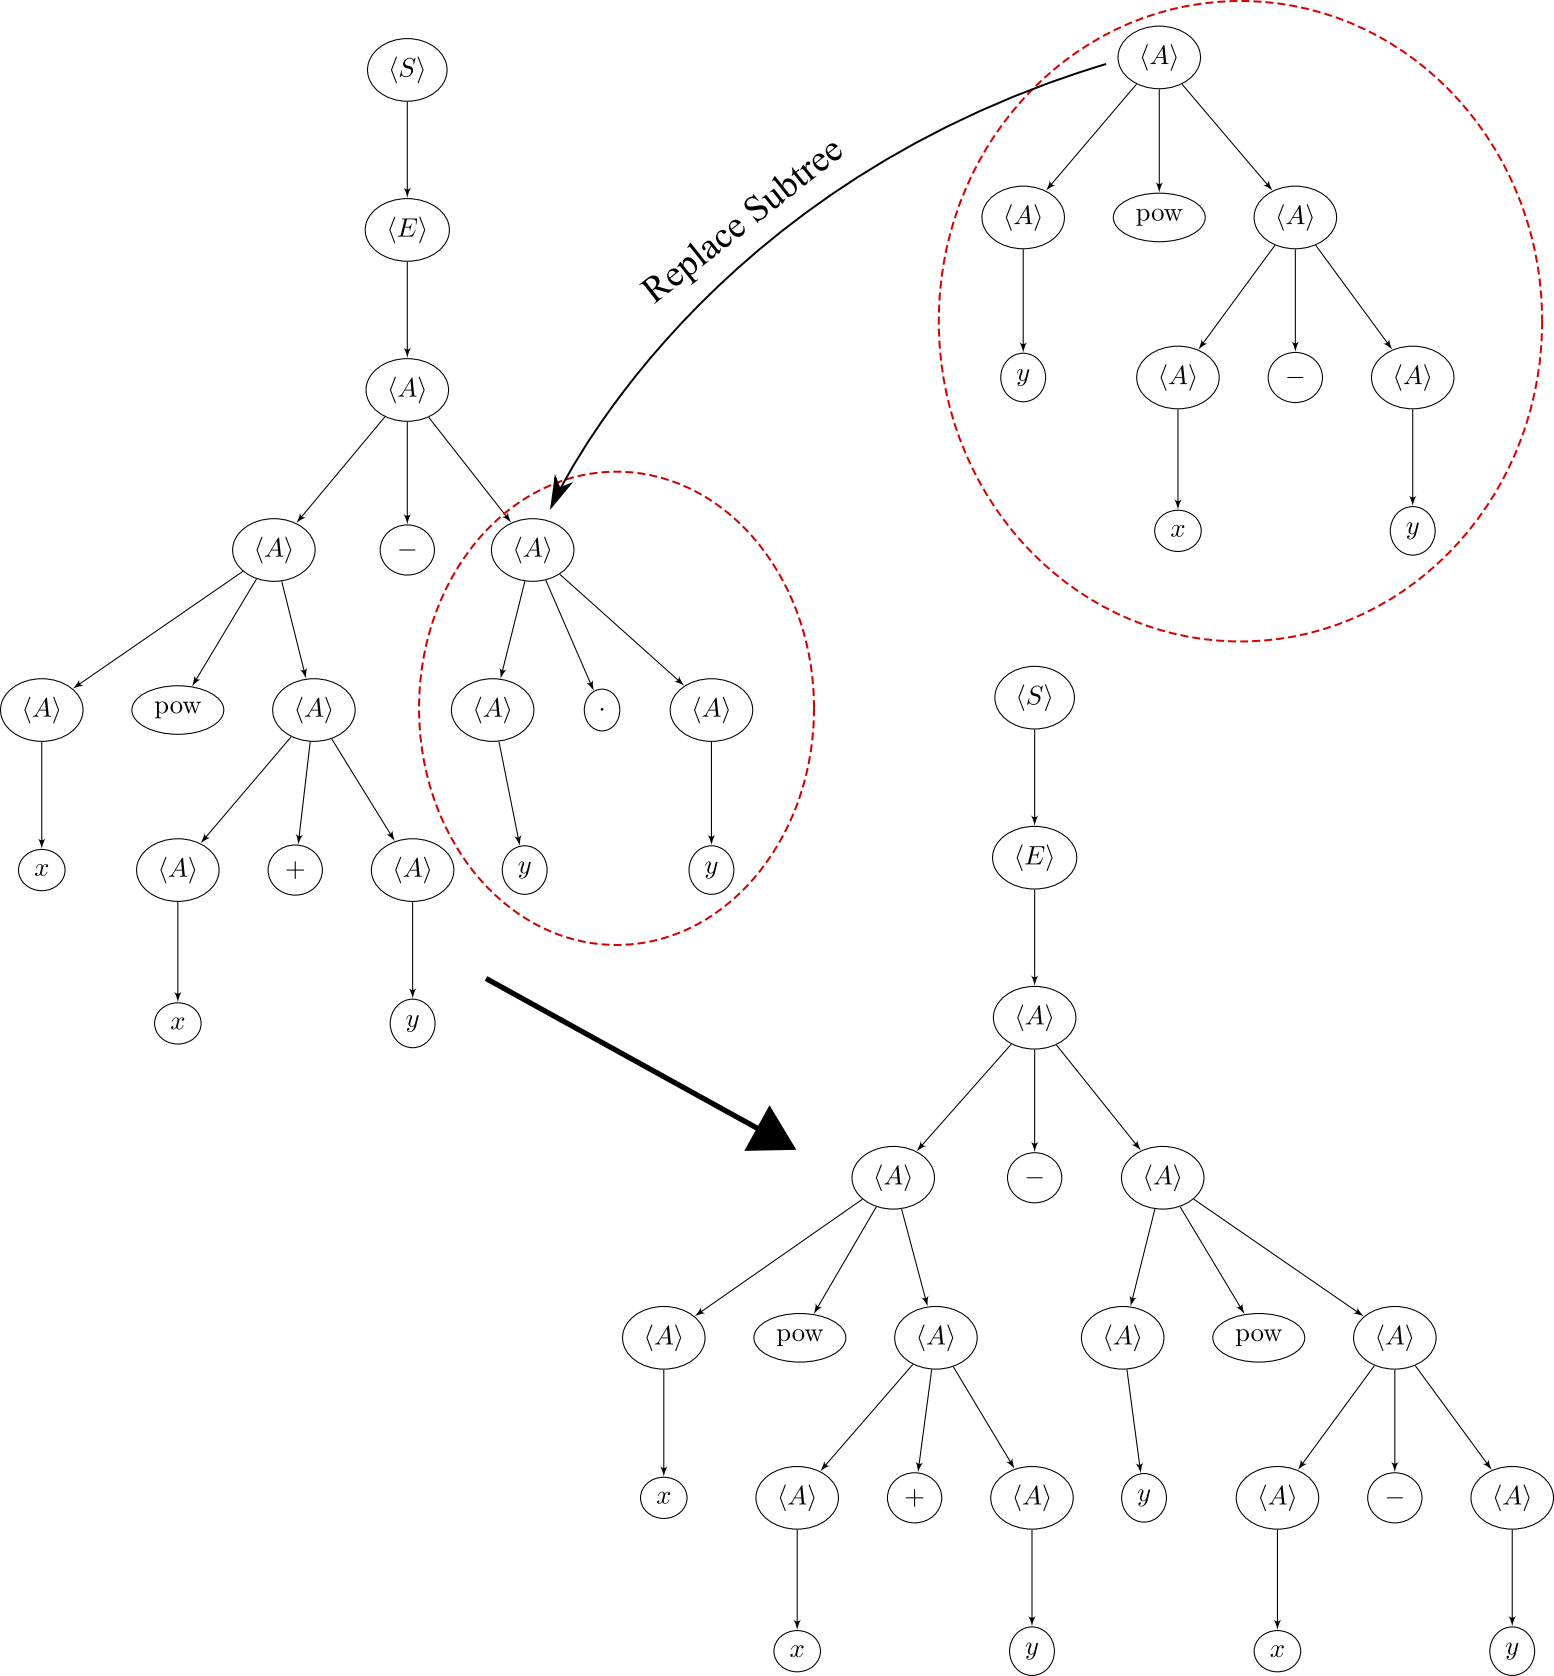 ⟨S⟩
⟨E⟩
⟨A⟩
⟨A⟩ − ⟨A⟩
⟨A⟩ pow ⟨A⟩ ⟨A⟩ · ⟨A⟩
x ⟨A⟩ + ⟨A⟩ y y
x y
Replace Subtree
⟨A⟩
⟨A⟩ pow ⟨A⟩
y ⟨A⟩ − ⟨A⟩
x y
⟨S⟩
⟨E⟩
⟨A⟩
⟨A⟩ − ⟨A⟩
⟨A⟩ pow ⟨A⟩ ⟨A⟩ pow ⟨A⟩
x ⟨A⟩ + ⟨A⟩ y ⟨A⟩ − ⟨A⟩
x y x y